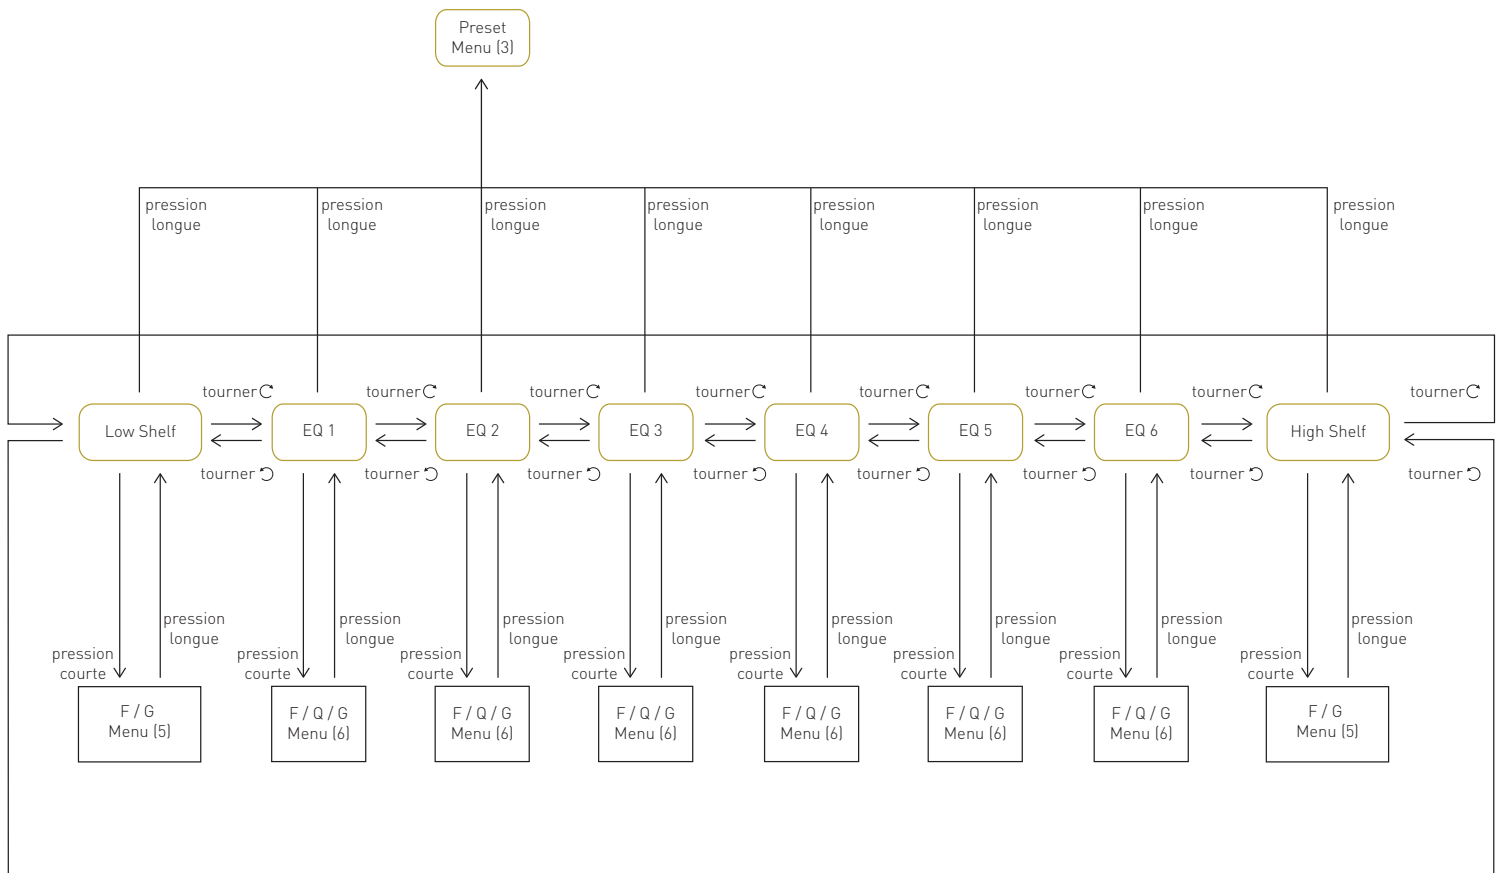 Preset
Menu (3)
pression
longue
pression
longue
pression
longue
pression
longue
pression
longue
pression
longue
pression
longue
pression
longue
tourner
tourner
tourner
tourner
tourner
tourner
tourner
tourner
Low Shelf
EQ 1
EQ 2
EQ 3
EQ 4
EQ 5
EQ 6
High Shelf
tourner
tourner
tourner
tourner
tourner
tourner
tourner
tourner
pression
longue
pression
longue
pression
longue
pression
longue
pression
longue
pression
longue
pression
longue
pression
longue
pression
courte
pression
courte
pression
courte
pression
courte
pression
courte
pression
courte
pression
courte
pression
courte
F / G
Menu (5)
F / Q / G
Menu (6)
F / Q / G
Menu (6)
F / Q / G
Menu (6)
F / Q / G
Menu (6)
F / Q / G
Menu (6)
F / Q / G
Menu (6)
F / G
Menu (5)